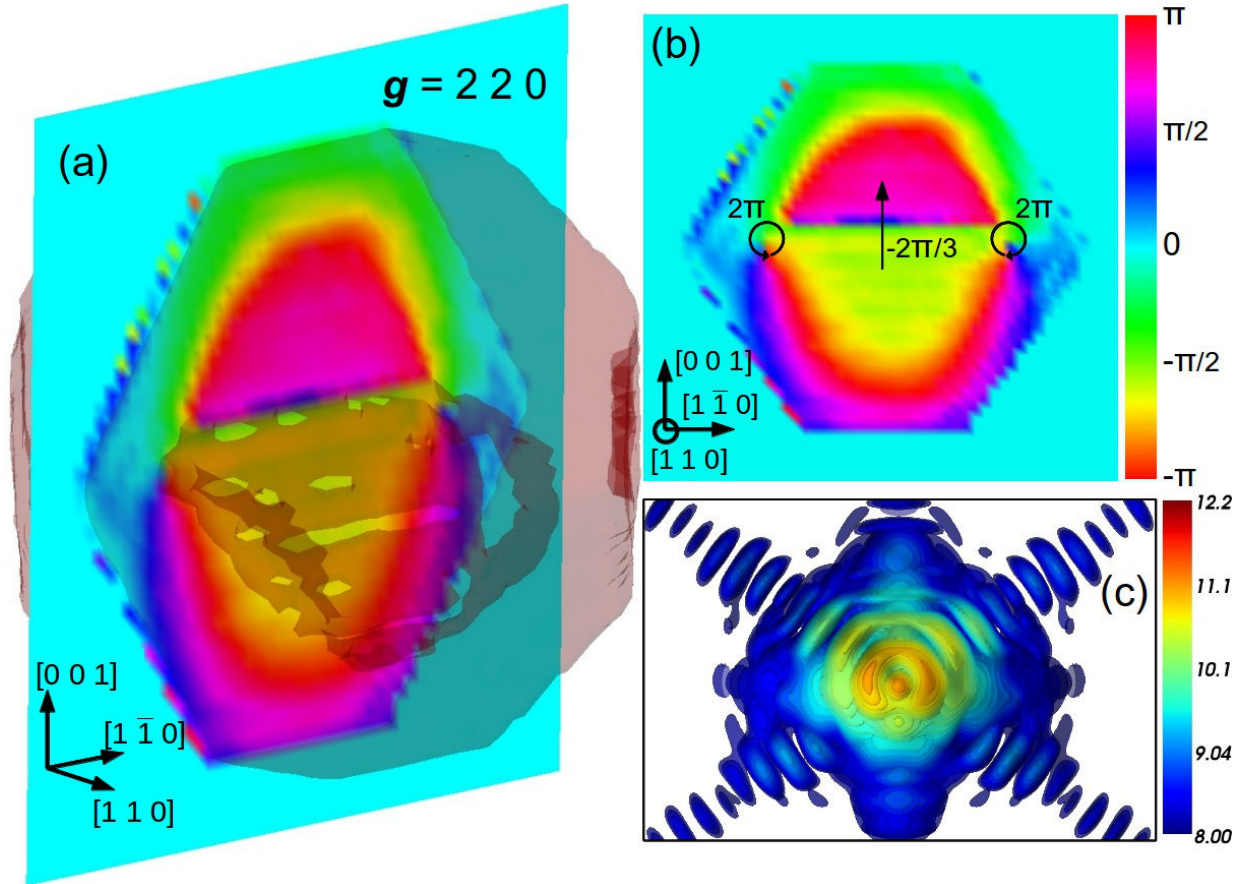 (a)
g = 2 2 0
[0 0 1]
[1 1̅ 0]
[1 1 0]
(b)
2π
2π
-2π/3
[0 0 1]
[1 1̅ 0]
[1 1 0]
π
π/2
0
-π/2
-π
(c)
12.2
11.1
10.1
9.04
8.00